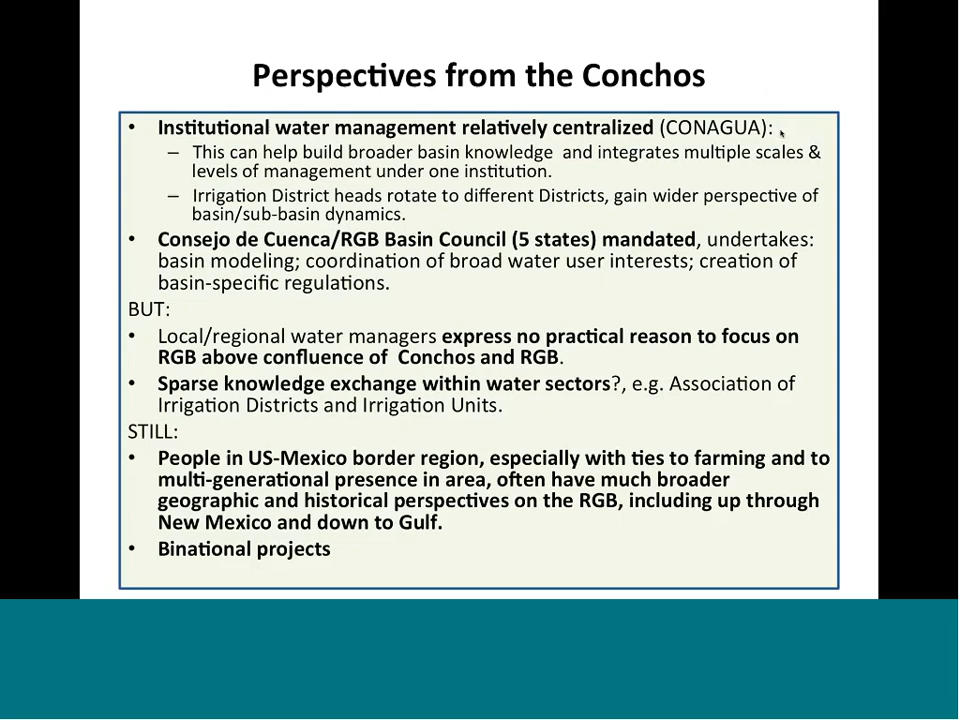 Perspectives from the Conchos
• Institutional water management relatively centralized (CONAGUA):
– This can help build broader basin knowledge and integrates multiple scales &
levels of management under one institution.
– Irrigation District heads rotate to different Districts, gain wider perspective of
basin/sub-basin dynamics.
• Consejo de Cuenca/RGB Basin Council (5 states) mandated, undertakes:
basin modeling; coordination of broad water user interests; creation of
basin-specific regulations.
BUT:
• Local/regional water managers express no practical reason to focus on
RGB above confluence of Conchos and RGB.
• Sparse knowledge exchange within water sectors?, e.g. Association of
Irrigation Districts and Irrigation Units.
STILL:
• People in US-Mexico border region, especially with ties to farming and to
multi-generational presence in area, often have much broader
geographic and historical perspectives on the RGB, including up through
New Mexico and down to Gulf.
• Binational projects